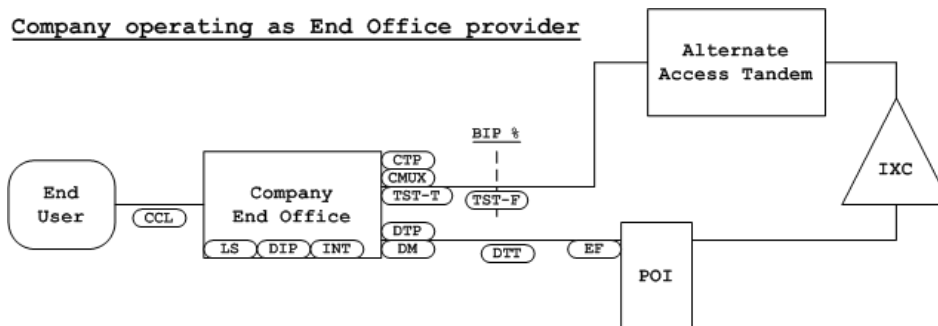 Company operating as End Office provider
Alternate
Access Tandem
BIP %
CTP
CMUX
TST-T
TST-F
IXC
End
User
CCL
Company
End Office
LS
DIP
INT
DTP
DM
DTT
EF
POI